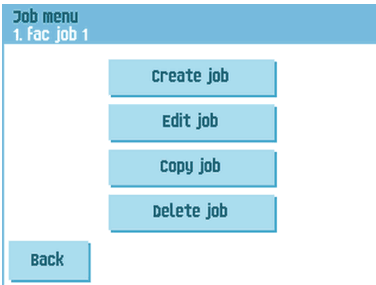 Job menu
1. Fac job 1
Create job
Edit job
Copy job
Delete job
Back